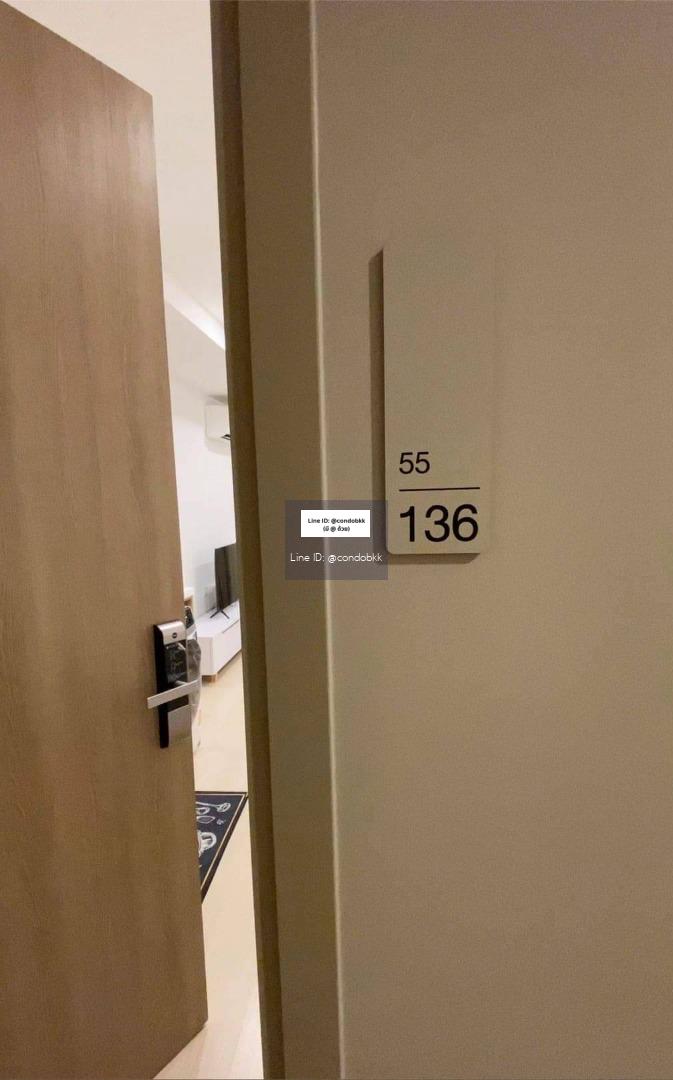 55
136
Line ID: @condobkk
(มี @ ด้วย)
Line ID: @condobkk